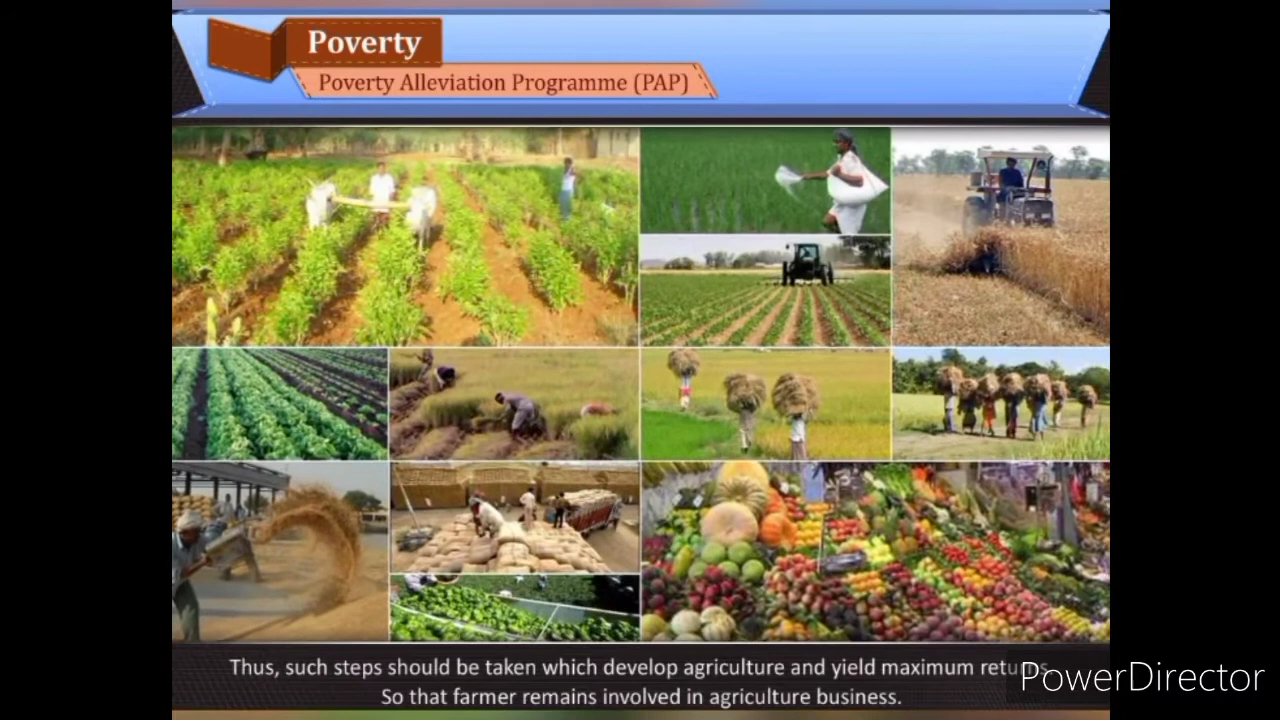 Poverty
Poverty Alleviation Programme (PAP)
Thus, such steps should be taken which develop agriculture and yield maximum returns
So that farmer remains involved in agriculture business.
PowerDirector